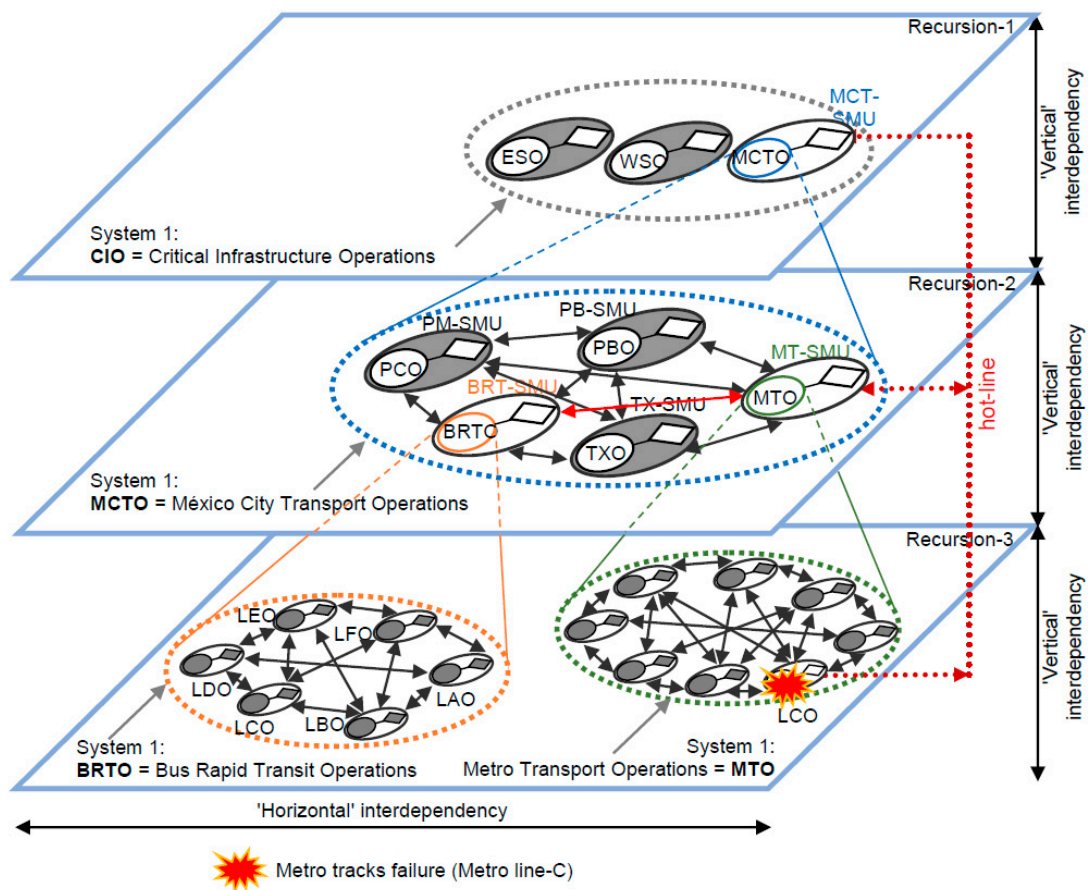 Recursion-1
MCT-
SMU
ESO
WSO
MCTO
'Vertical'
interdependency
System 1:
CIO = Critical Infrastructure Operations
Recursion-2
PM-SMU
PB-SMU
PCO
PBO
MT-SMU
BRT-SMU
MTO
TX-SMU
BRTO
TXO
hot-line
'Vertical'
interdependency
System 1:
MCTO = México City Transport Operations
Recursion-3
LEO
LFO
LDO
LAO
LCO
LBO
LCO
'Vertical'
interdependency
System 1:
BRTO = Bus Rapid Transit Operations
System 1:
Metro Transport Operations = MTO
'Horizontal' interdependency
Metro tracks failure (Metro line-C)